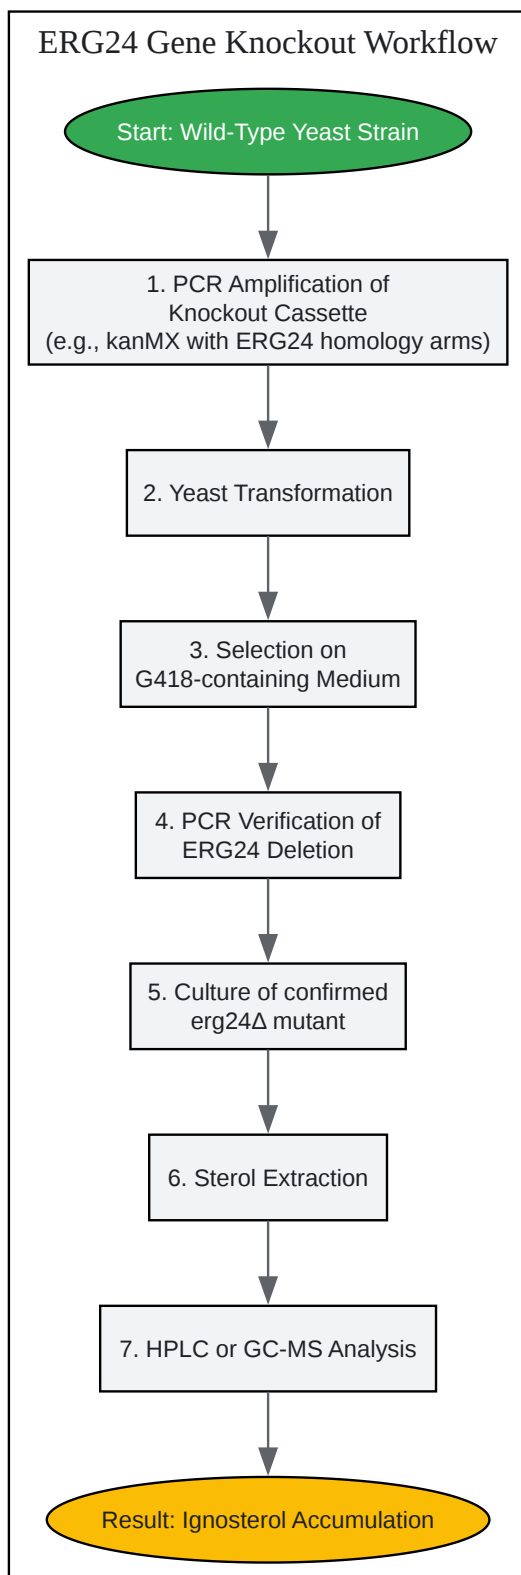 ERG24 Gene Knockout Workflow
Start: Wild-Type Yeast Strain
1. PCR Amplification of
Knockout Cassette
(e.g., kanMX with ERG24 homology arms)
2. Yeast Transformation
3. Selection on
G418-containing Medium
4. PCR Verification of
ERG24 Deletion
5. Culture of confirmed
erg24Δ mutant
6. Sterol Extraction
7. HPLC or GC-MS Analysis
Result: Ignosterol Accumulation